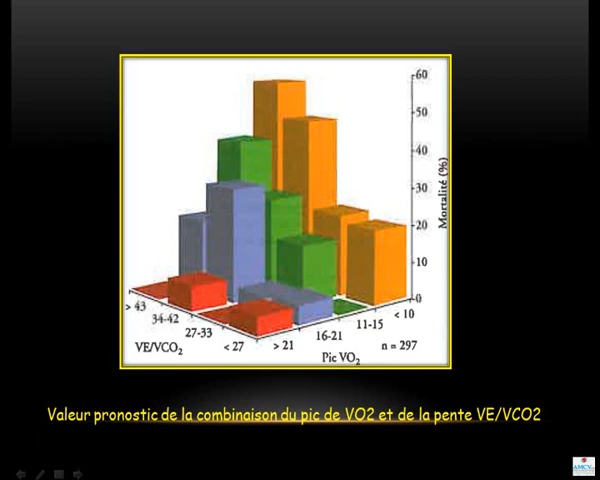 60
50
40
30
20
10
0
Mortalité (%)
> 43
34-42
27-33
< 27
VE/VCO2
> 21
16-21
11-15
< 10
Pic VO2
n = 297
Valeur pronostic de la combinaison du pic de VO2 et de la pente VE/VCO2
AMCV